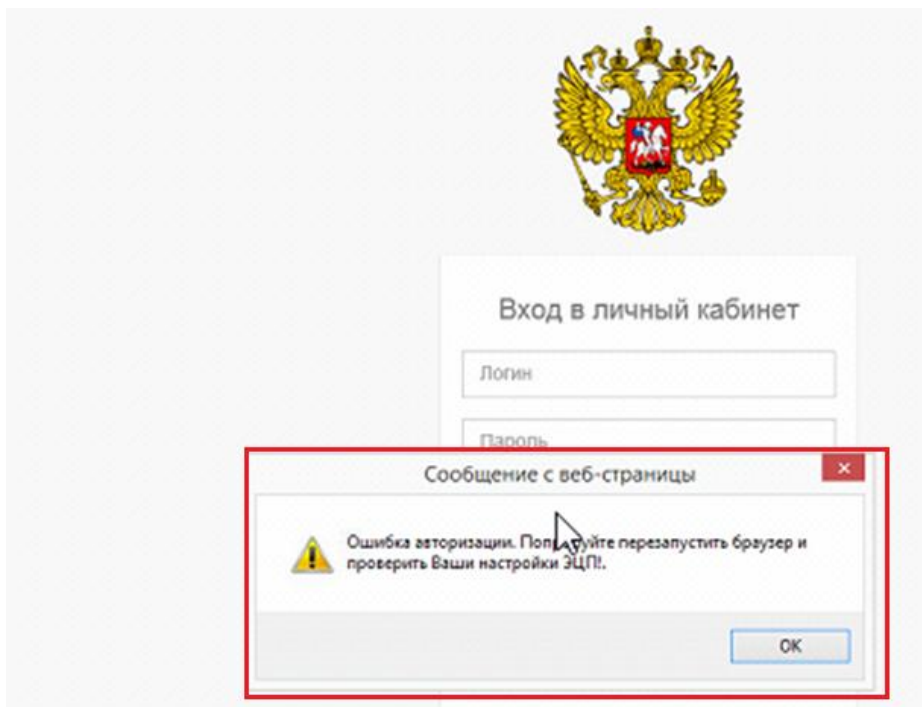 Вход в личный кабинет
Логин
Пароль
Сообщение с веб-страницы
Ошибка авторизации. перезапустить браузер и
проверить Ваши настройки ЭЦП!.
OK